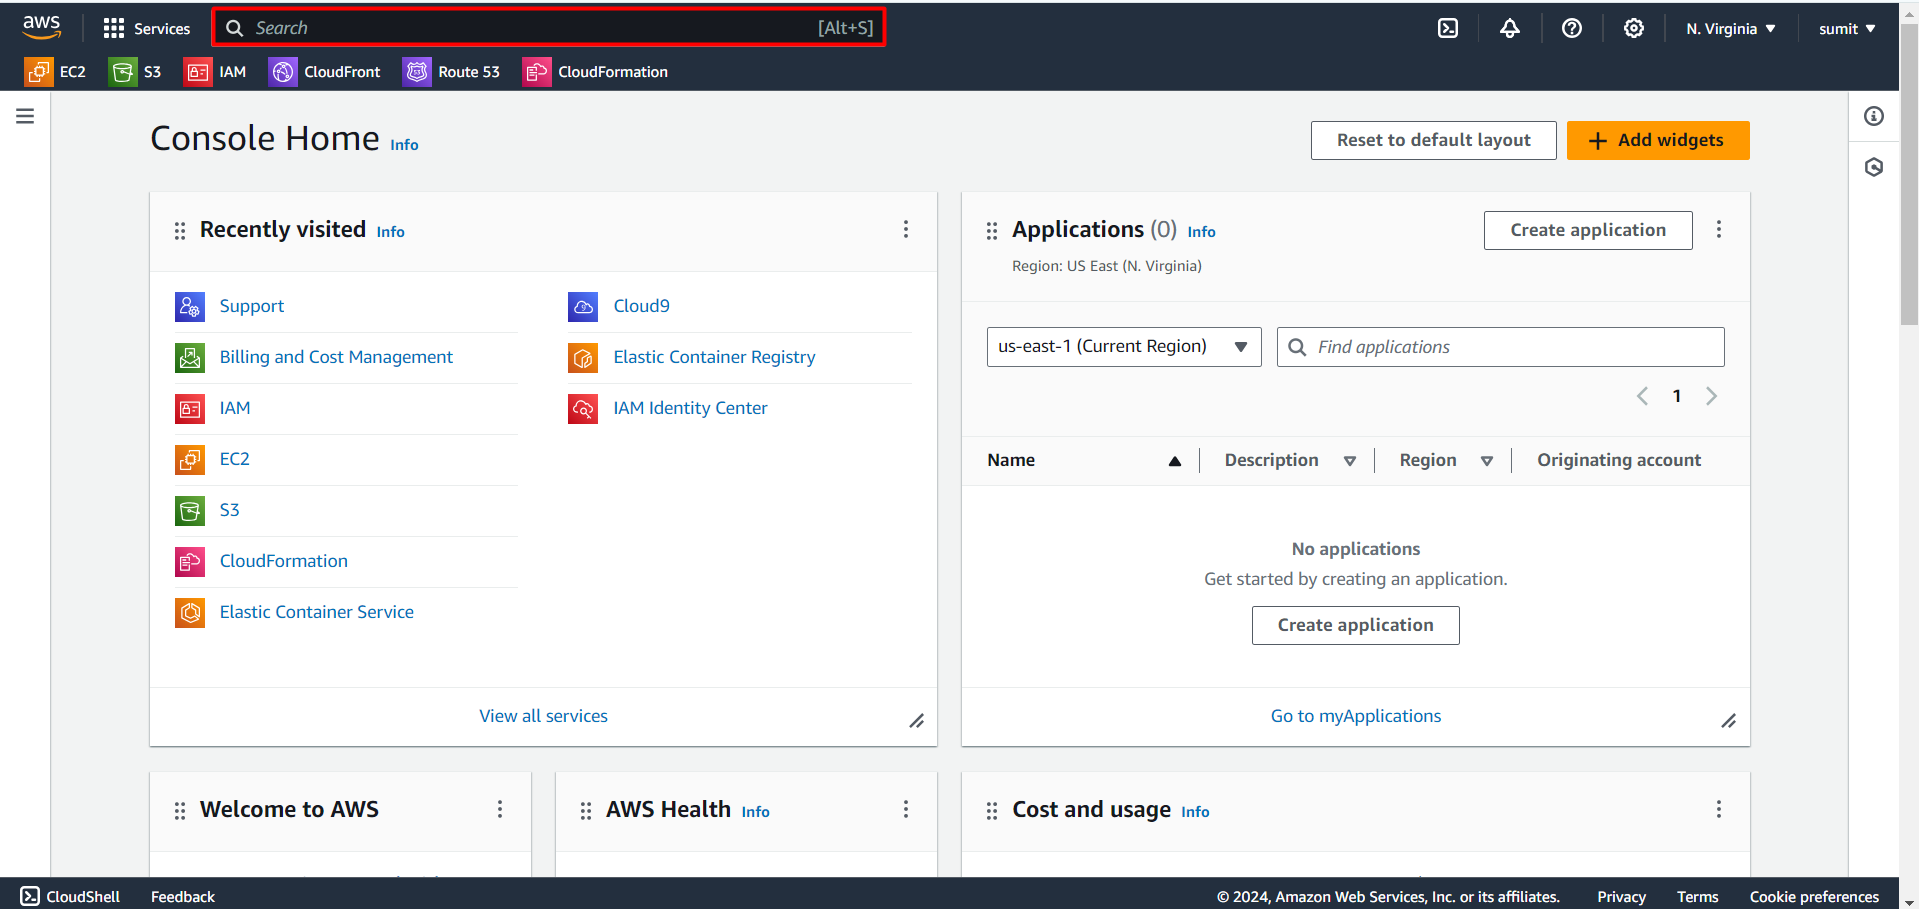 aws
Services
Search [Alt+S]
N. Virginia
sumit
EC2 S3 IAM CloudFront Route 53 CloudFormation
Console Home Info
Reset to default layout
Add widgets
Recently visited Info
Support
Billing and Cost Management
IAM
EC2
S3
CloudFormation
Elastic Container Service
Cloud9
Elastic Container Registry
IAM Identity Center
View all services
Applications (0) Info
Region: US East (N. Virginia)
Create application
us-east-1 (Current Region)
Find applications
1
Name Description Region Originating account
No applications
Get started by creating an application.
Create application
Go to myApplications
Welcome to AWS
AWS Health Info
Cost and usage Info
CloudShell Feedback
© 2024, Amazon Web Services, Inc. or its affiliates. Privacy Terms Cookie preferences